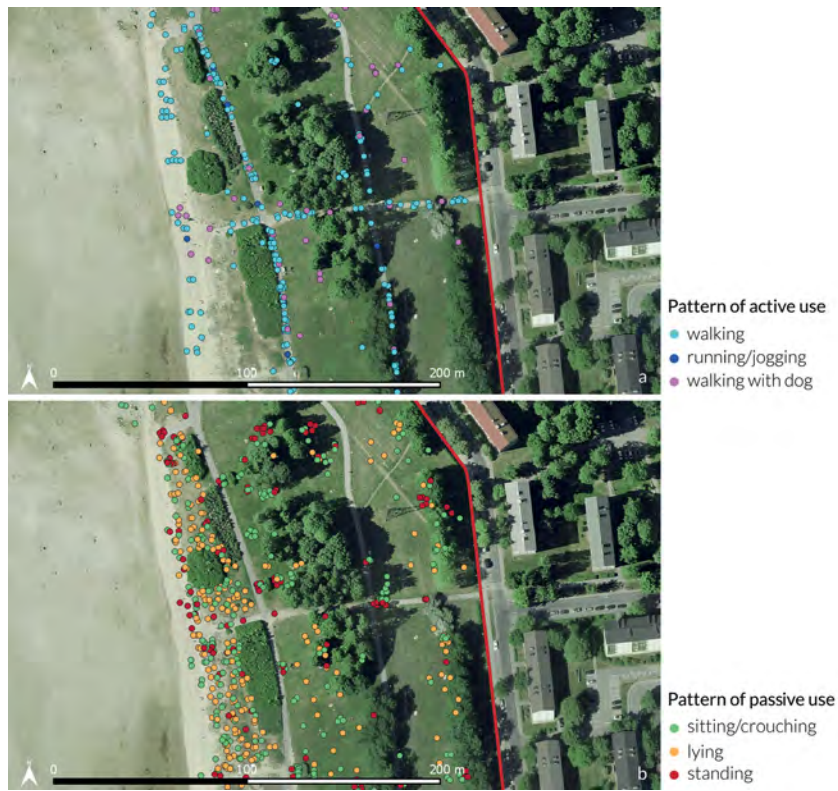 Pattern of active use
walking
running/jogging
walking with dog
0
100
200 m
a
Pattern of passive use
sitting/crouching
lying
standing
0
100
200 m
b